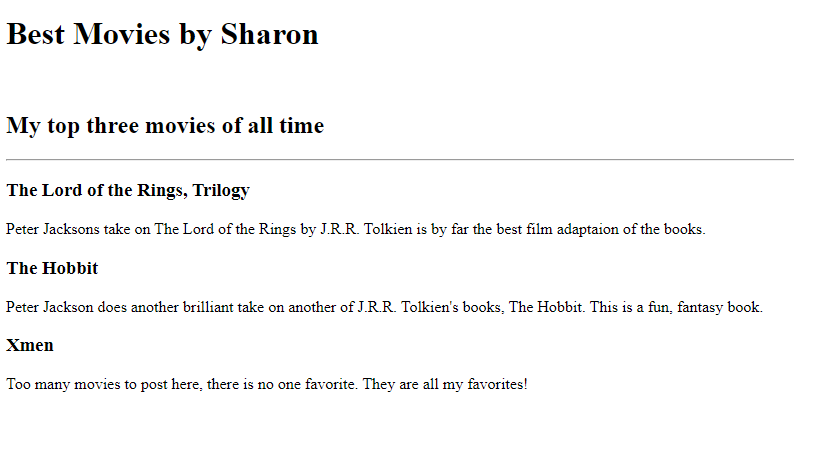 Best Movies by Sharon
My top three movies of all time
The Lord of the Rings, Trilogy
Peter Jacksons take on The Lord of the Rings by J.R.R. Tolkien is by far the best film adaptaion of the books.
The Hobbit
Peter Jackson does another brilliant take on another of J.R.R. Tolkien's books, The Hobbit. This is a fun, fantasy book.
Xmen
Too many movies to post here, there is no one favorite. They are all my favorites!